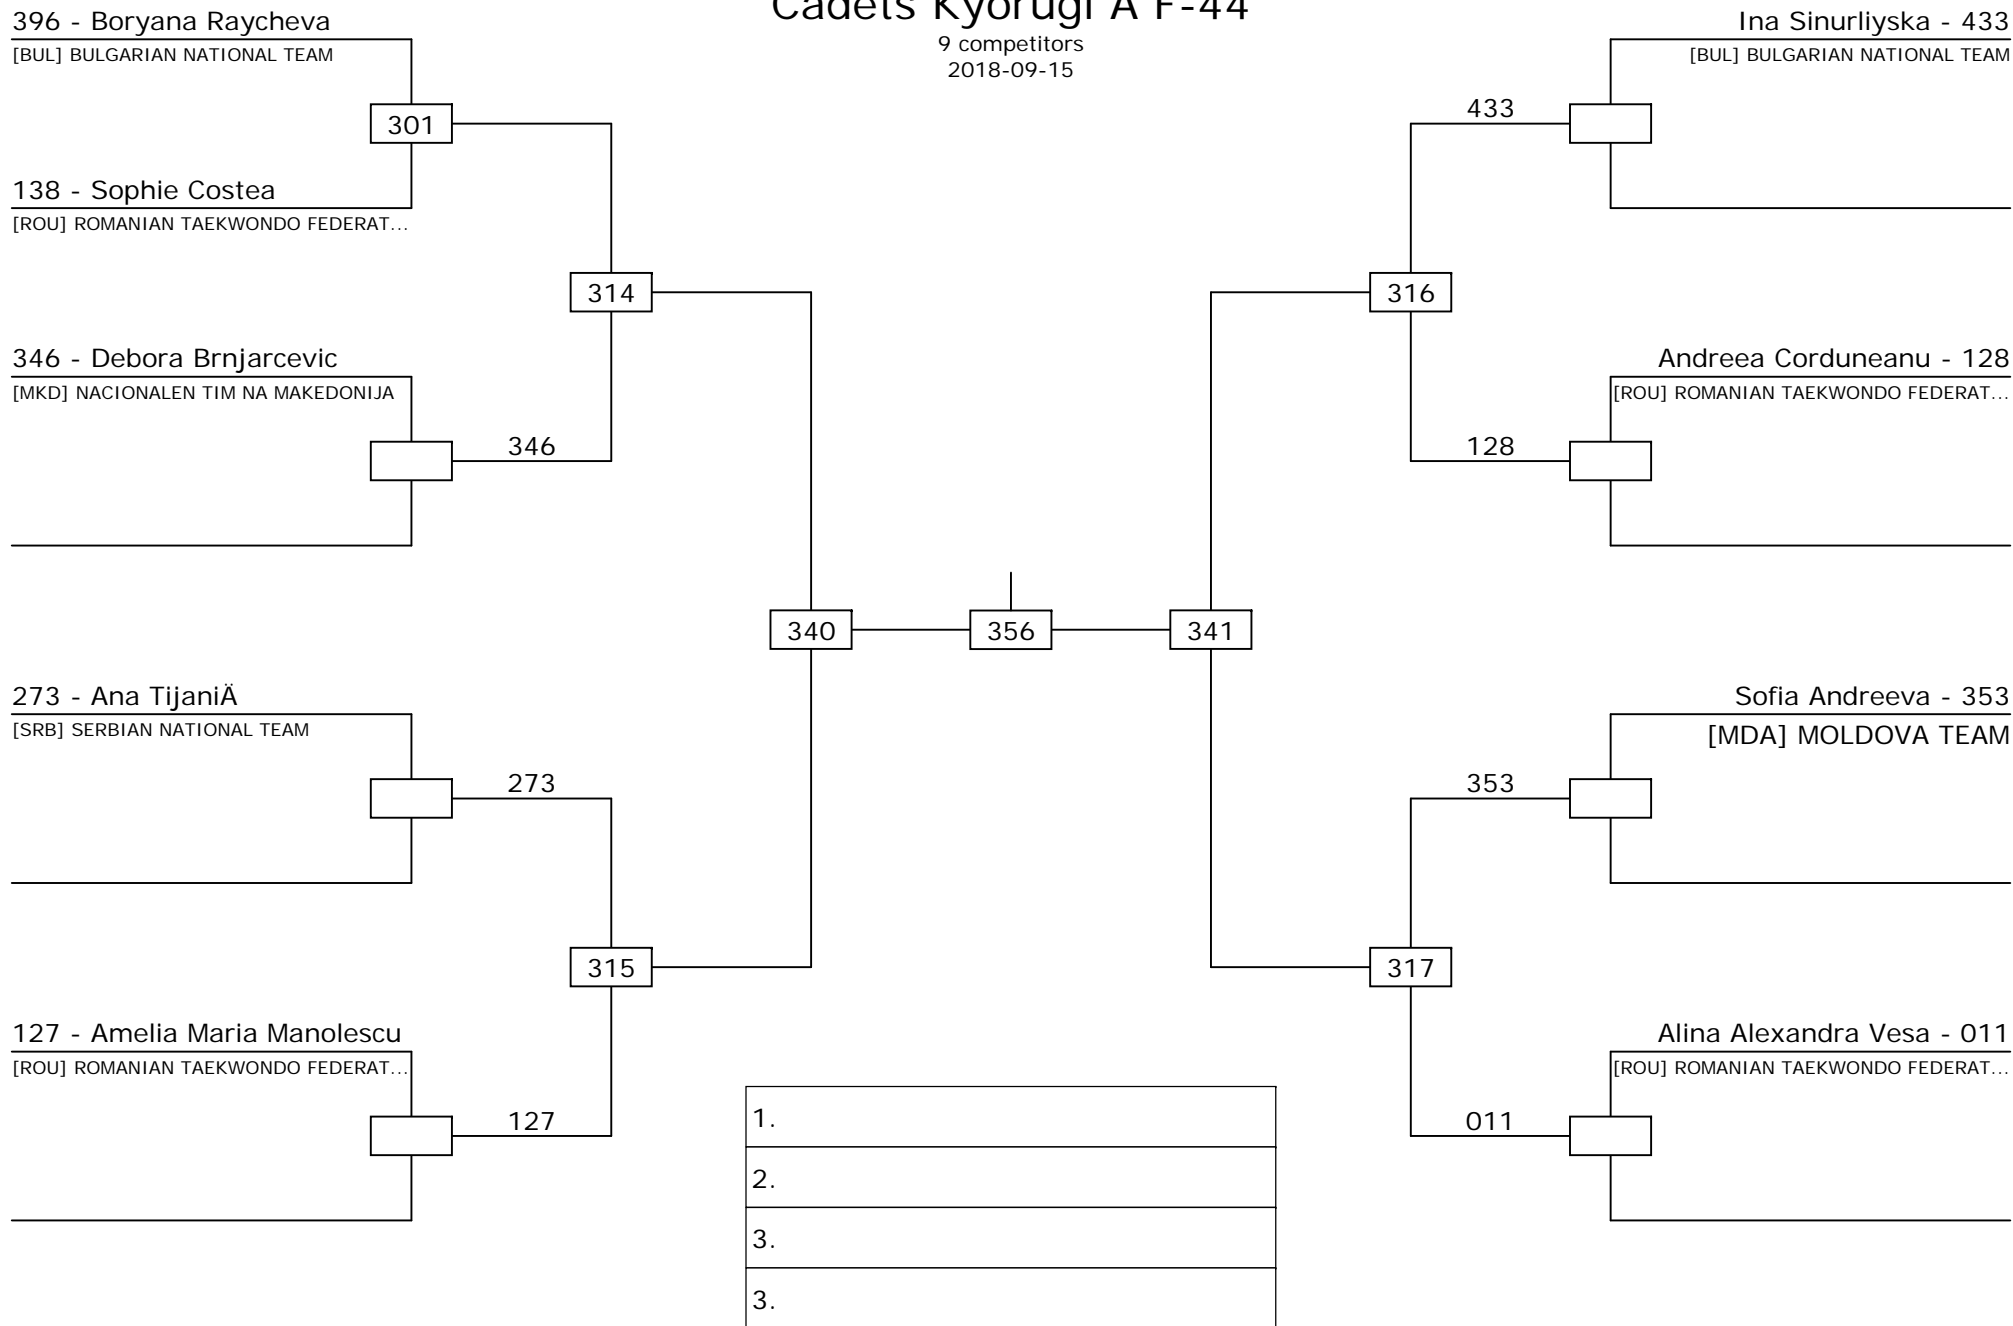 Cadets Kyorugi A F-44
9 competitors
2018-09-15
396 - Boryana Raycheva
[BUL] BULGARIAN NATIONAL TEAM
301
138 - Sophie Costea
[ROU] ROMANIAN TAEKWONDO FEDERAT...
314
346 - Debora Brnjarcevic
[MKD] NACIONALEN TIM NA MAKEDONIJA
346
340
273 - Ana TijaniÄ
[SRB] SERBIAN NATIONAL TEAM
273
315
127 - Amelia Maria Manolescu
[ROU] ROMANIAN TAEKWONDO FEDERAT...
127
356
Ina Sinurliyska - 433
[BUL] BULGARIAN NATIONAL TEAM
433
316
Andreea Corduneanu - 128
[ROU] ROMANIAN TAEKWONDO FEDERAT...
128
341
Sofia Andreeva - 353
[MDA] MOLDOVA TEAM
353
317
Alina Alexandra Vesa - 011
[ROU] ROMANIAN TAEKWONDO FEDERAT...
011
1.
2.
3.
3.